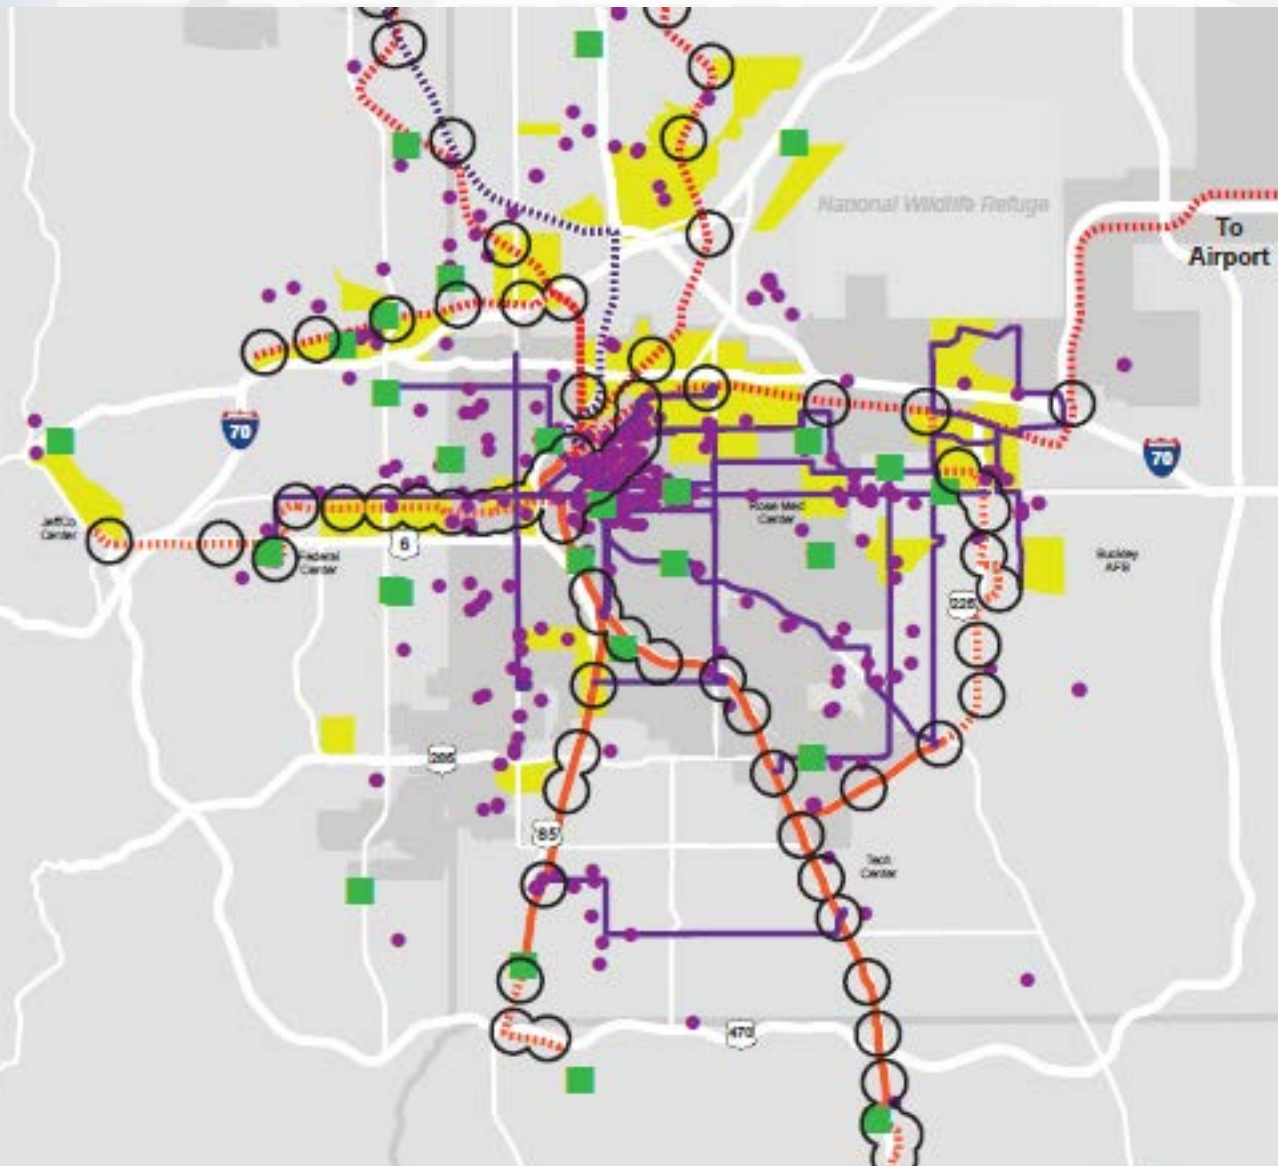 National Wildlife Refuge
To
Airport
70
70
JeffCo
Center
Federal
Center
6
Rose Med
Center
Buckley
AFB
225
285
85
Tech
Center
470